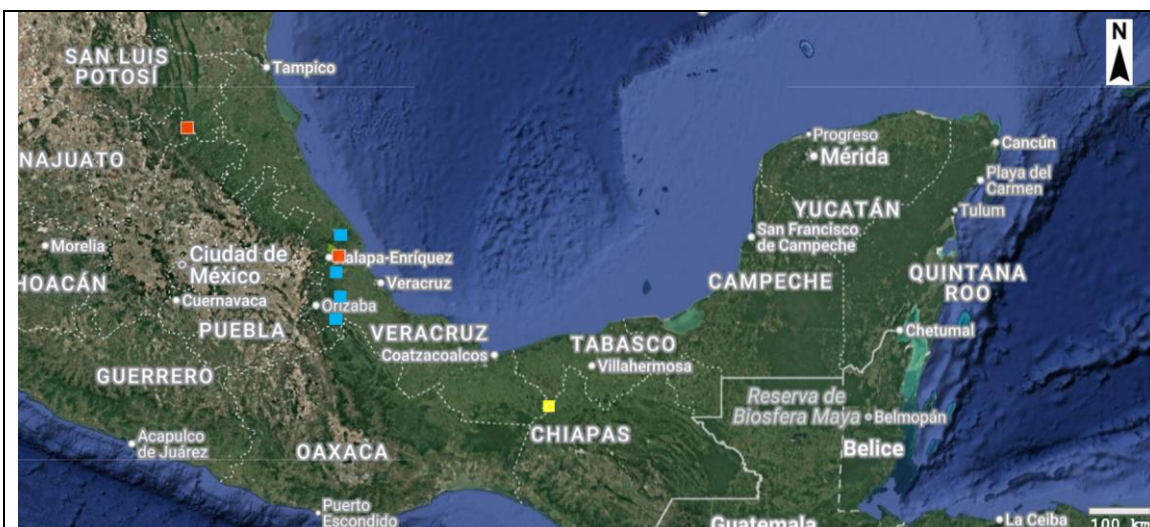 N
SAN LUIS
POTOSÍ
Tampico
NAJUATO
Progreso
Mérida
Cancún
Playa del
Carmen
YUCATÁN
Tulum
Morelia
Ciudad de
México
alapa-Enríquez
San Francisco
de Campeche
HOACÁN
Cuernavaca
Orizaba
Veracruz
CAMPECHE
QUINTANA
ROO
PUEBLA
VERACRUZ
Coatzacoalcos
TABASCO
Villahermosa
Chetumal
GUERRERO
Reserva de
Biosfera Maya
Belmopán
CHIAPAS
Acapulco
de Juárez
OAXACA
Belice
Puerto
Escondido
Guatemala
La Ceiba
100 km